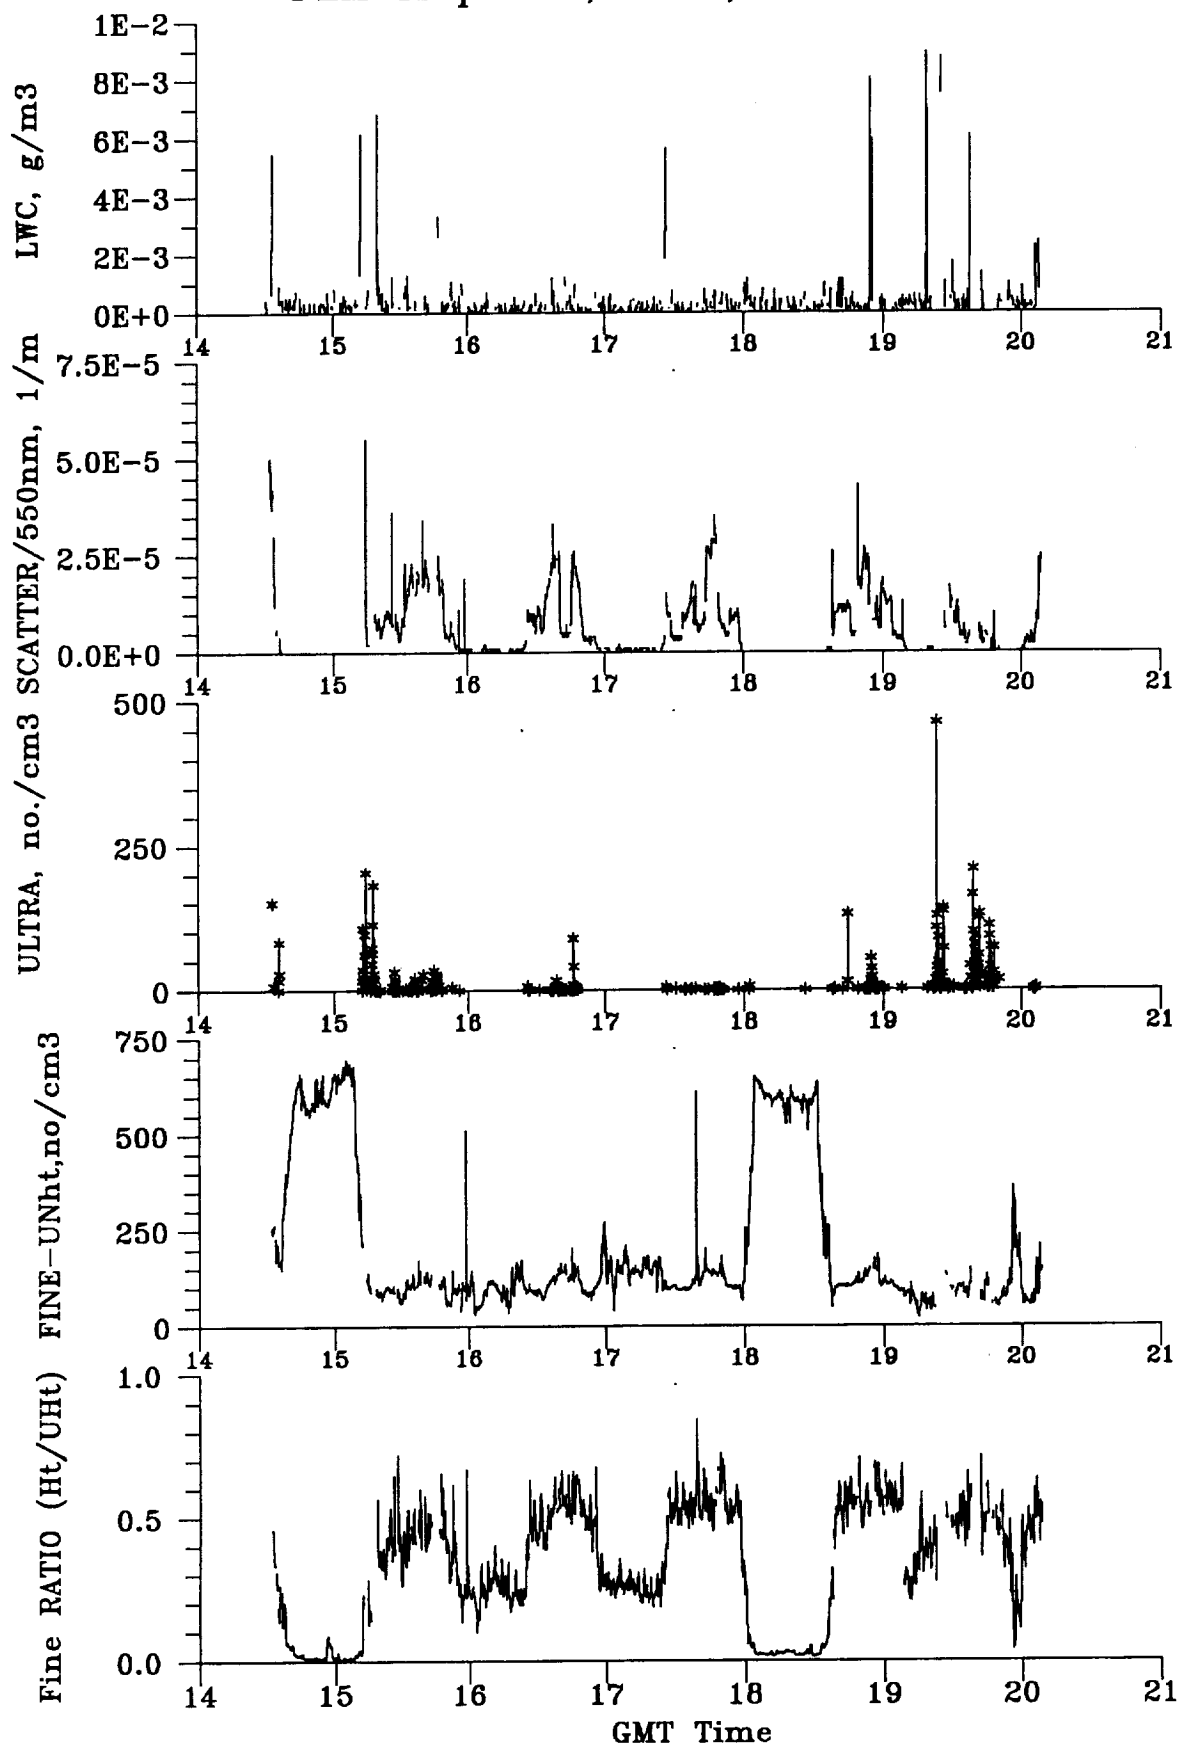 1E-2
8E-3
6E-3
4E-3
2E-3
0E+0
LWC, g/m3
14 15 16 17 18 19 20 21
7.5E-5
5.0E-5
2.5E-5
0.0E+0
SCATTER/550nm, 1/m
14 15 16 17 18 19 20 21
500
250
0
ULTRA, no./cm3
14 15 16 17 18 19 20 21
750
500
250
0
FINE-UNht,no/cm3
14 15 16 17 18 19 20 21
1.0
0.5
0.0
Fine RATIO (Ht/UHt)
14 15 16 17 18 19 20 21
GMT Time